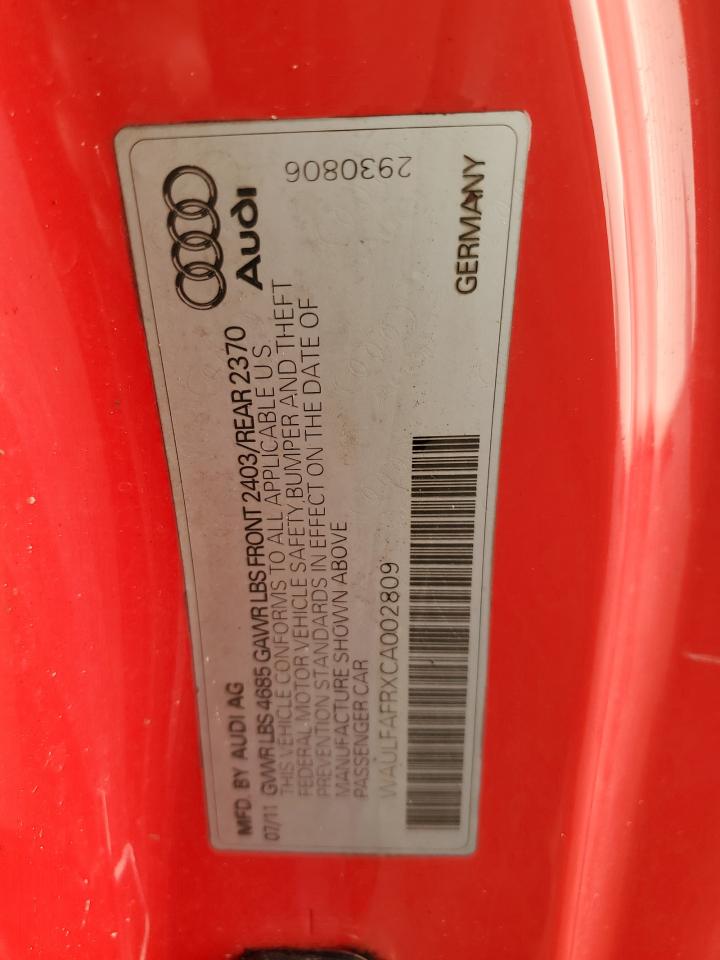 MFD. BY AUDI AG
07/11 GVWR LBS 4685 GAWR LBS FRONT 2403/REAR 2370
THIS VEHICLE CONFORMS TO ALL APPLICABLE U S
FEDERAL MOTOR VEHICLE SAFETY, BUMPER AND THEFT
PREVENTION STANDARDS IN EFFECT ON THE DATE OF
MANUFACTURE SHOWN ABOVE
PASSENGER CAR
WAULFAFRXCA002809
Audi
2930806
GERMANY